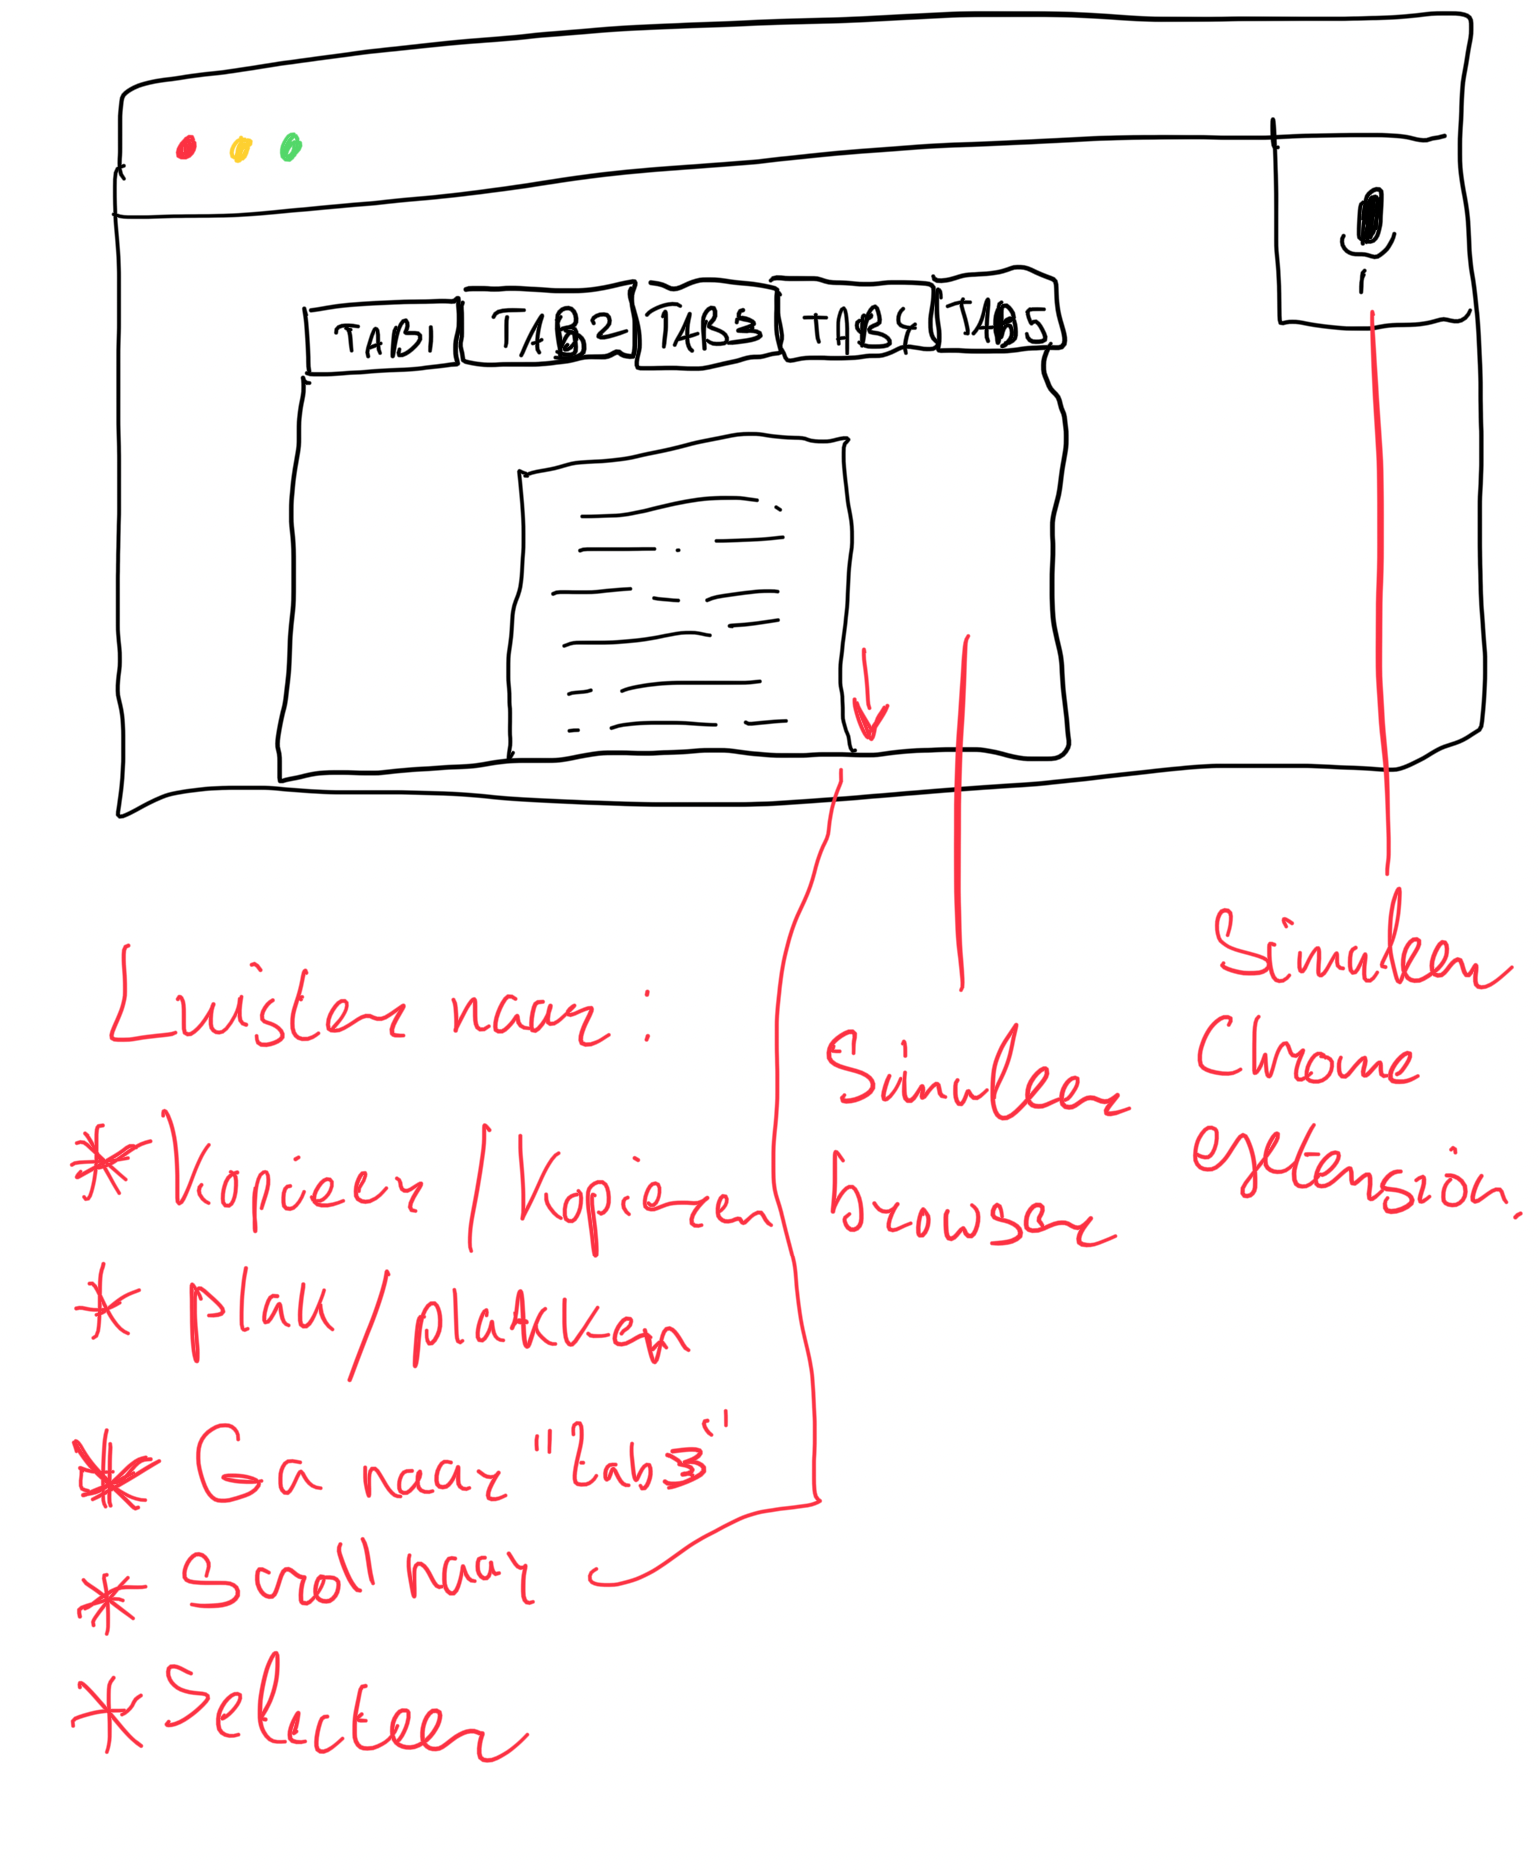 TAB1 TAB2 TAB3 TAB4 TAB5
Luister naar:
* Kopieer / Kopieren
* plak / plakken
* Ga naar "tab3"
* Scroll naar
* Selecteer
Simuleer
browser
Simuleer
Chrome
extension.